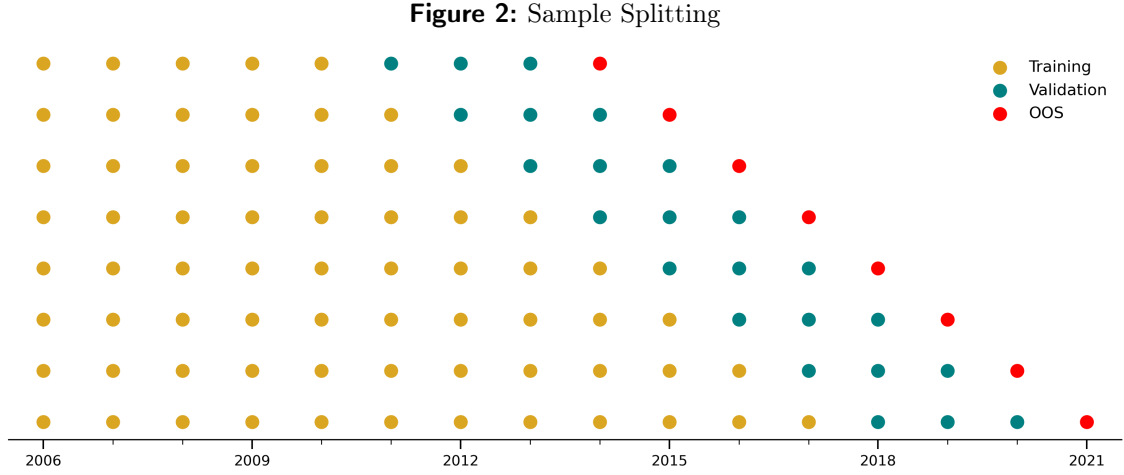 Figure 2: Sample Splitting
Training
Validation
OOS
2006 2009 2012 2015 2018 2021